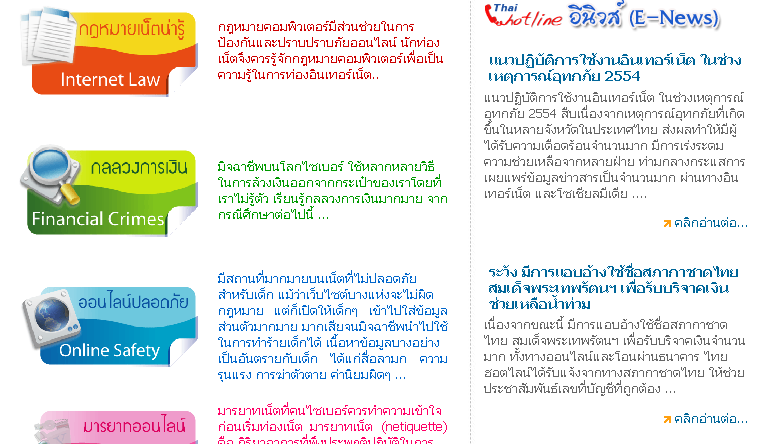 กฎหมายเน็ตน่ารู้
Internet Law
กฎหมายคอมพิวเตอร์มีส่วนช่วยในการ
ป้องกันและปราบปราบภัยออนไลน์ นักท่อง
เน็ตจึงควรรู้จักกฎหมายคอมพิวเตอร์เพื่อเป็น
ความรู้ในการท่องอินเทอร์เน็ต..
กลลวงการเงิน
Financial Crimes
มิจฉาชีพบนโลกไซเบอร์ ใช้หลากหลายวิธี
ในการล้วงเงินออกจากกระเป๋าของเราโดยที่
เราไม่รู้ตัว เรียนรู้กลลวงการเงินมากมาย จาก
กรณีศึกษาต่อไปนี้ ...
ออนไลน์ปลอดภัย
Online Safety
มีสถานที่มากมายบนเน็ตที่ไม่ปลอดภัย
สำหรับเด็ก แม้ว่าเว็บไซต์บางแห่งจะไม่ผิด
กฎหมาย แต่ก็เปิดให้เด็กๆ เข้าไปใส่ข้อมูล
ส่วนตัวมากมาย มากเสียจนมิจฉาชีพนำไปใช้
ในการทำร้ายเด็กได้ เนื้อหาข้อมูลบางอย่าง
เป็นอันตรายกับเด็ก ได้แก่สื่อลามก ความ
รุนแรง การฆ่าตัวตาย ค่านิยมผิดๆ ...
มารยาทออนไลน์
มารยาทเน็ตที่คนไซเบอร์ควรทำความเข้าใจ
ก่อนเริ่มท่องเน็ต มารยาทเน็ต (netiquette)
คือ กิริยาอาการที่พึงประพฤติปฏิบัติในการ
Thai
hotline อีนิวส์ (E-News)
แนวปฏิบัติการใช้งานอินเทอร์เน็ต ในช่วง
เหตุการณ์อุทกภัย 2554
แนวปฏิบัติการใช้งานอินเทอร์เน็ต ในช่วงเหตุการณ์
อุทกภัย 2554 สืบเนื่องจากเหตุการณ์อุทกภัยที่เกิด
ขึ้นในหลายจังหวัดในประเทศไทย ส่งผลทำให้มีผู้
ได้รับความเดือดร้อนจำนวนมาก มีการเร่งระดม
ความช่วยเหลือจากหลายฝ่าย ท่ามกลางกระแสการ
เผยแพร่ข้อมูลข่าวสารเป็นจำนวนมาก ผ่านทางอิน
เทอร์เน็ต และโซเชียลมีเดีย ....
คลิกอ่านต่อ...
ระวัง มีการแอบอ้างใช้ชื่อสภากาชาดไทย
สมเด็จพระเทพรัตนฯ เพื่อรับบริจาคเงิน
ช่วยเหลือน้ำท่วม
เนื่องจากขณะนี้ มีการแอบอ้างใช้ชื่อสภากาชาด
ไทย สมเด็จพระเทพรัตนฯ เพื่อรับบริจาคเงินจำนวน
มาก ทั้งทางออนไลน์และโอนผ่านธนาคาร ไทย
ฮอตไลน์ได้รับแจ้งจากทางสภากาชาดไทย ให้ช่วย
ประชาสัมพันธ์เลขที่บัญชีที่ถูกต้อง ...
คลิกอ่านต่อ...